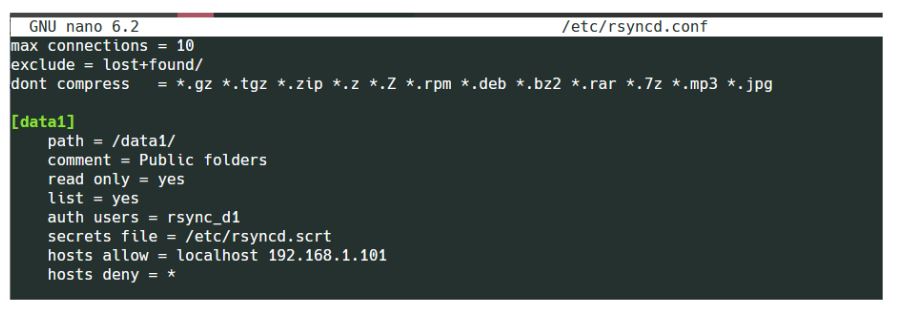 GNU nano 6.2 /etc/rsyncd.conf
max connections = 10
exclude = lost+found/
dont compress   = *.gz *.tgz *.zip *.z *.Z *.rpm *.deb *.bz2 *.rar *.7z *.mp3 *.jpg
[data1]
path = /data1/
comment = Public folders
read only = yes
list = yes
auth users = rsync_d1
secrets file = /etc/rsyncd.scrt
hosts allow = localhost 192.168.1.101
hosts deny = *